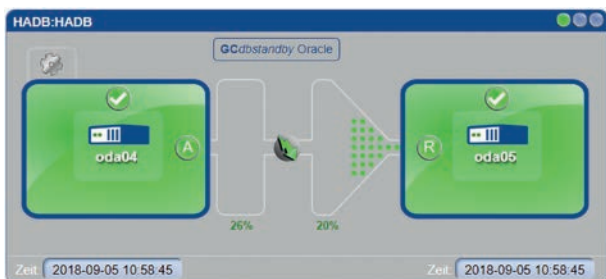 HADB:HADB
GCdbstandby Oracle
oda04
A
R
oda05
26%
20%
Zeit: 2018-09-05 10:58:45
Zeit: 2018-09-05 10:58:45